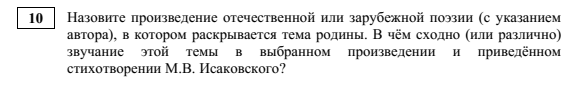 10 Назовите произведение отечественной или зарубежной поэзии (с указанием
автора), в котором раскрывается тема родины. В чём сходно (или различно)
звучание этой темы в выбранном произведении и приведённом
стихотворении М.В. Исаковского?